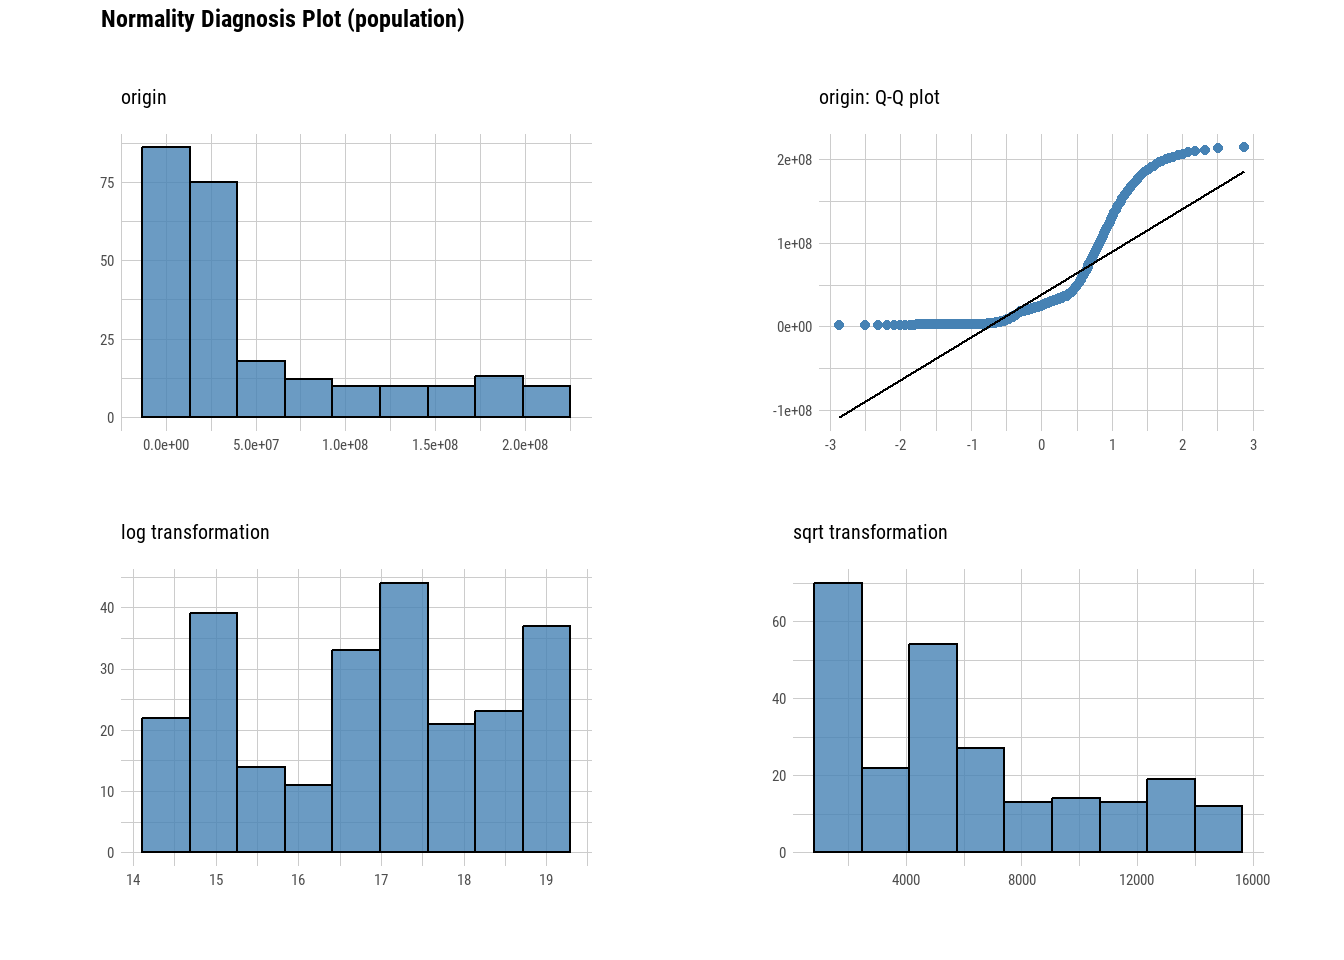 Normality Diagnosis Plot (population)
origin
75
50
25
0
0.0e+00 5.0e+07 1.0e+08 1.5e+08 2.0e+08
origin: Q-Q plot
2e+08
1e+08
0e+00
-1e+08
-3 -2 -1 0 1 2 3
log transformation
40
30
20
10
0
14 15 16 17 18 19
sqrt transformation
60
40
20
0
4000 8000 12000 16000